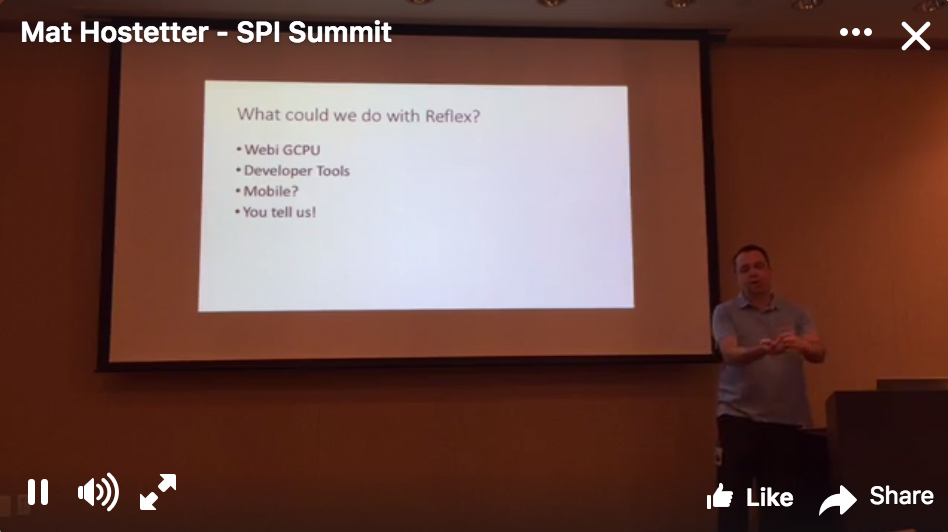 Mat Hostetter - SPI Summit
What could we do with Reflex?
• Webi GCPU
• Developer Tools
• Mobile?
• You tell us!
Like
Share